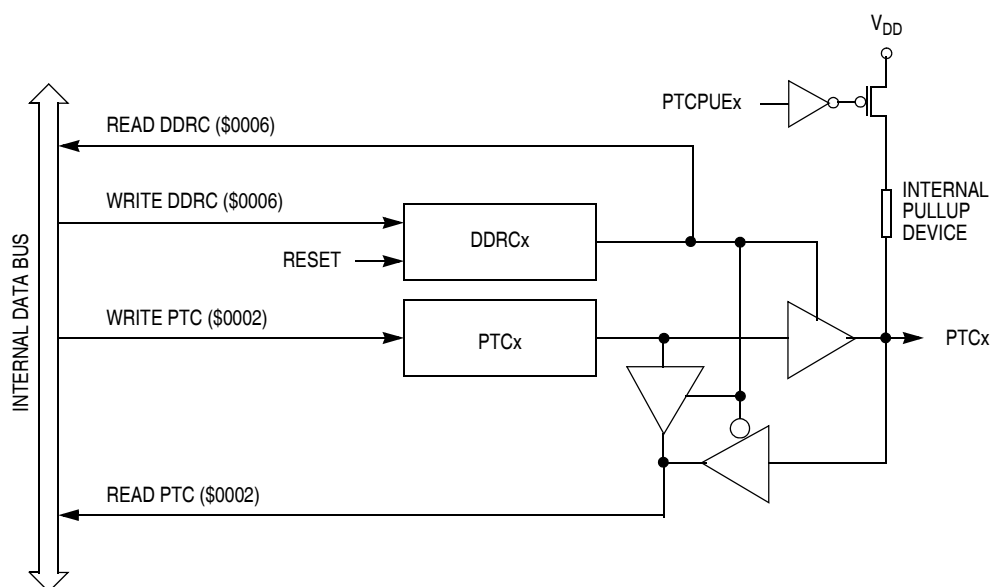 VDD
PTCPUEx
READ DDRC ($0006)
WRITE DDRC ($0006)
INTERNAL
PULLUP
DEVICE
DDRCx
RESET
WRITE PTC ($0002)
PTCx
PTCx
INTERNAL DATA BUS
READ PTC ($0002)